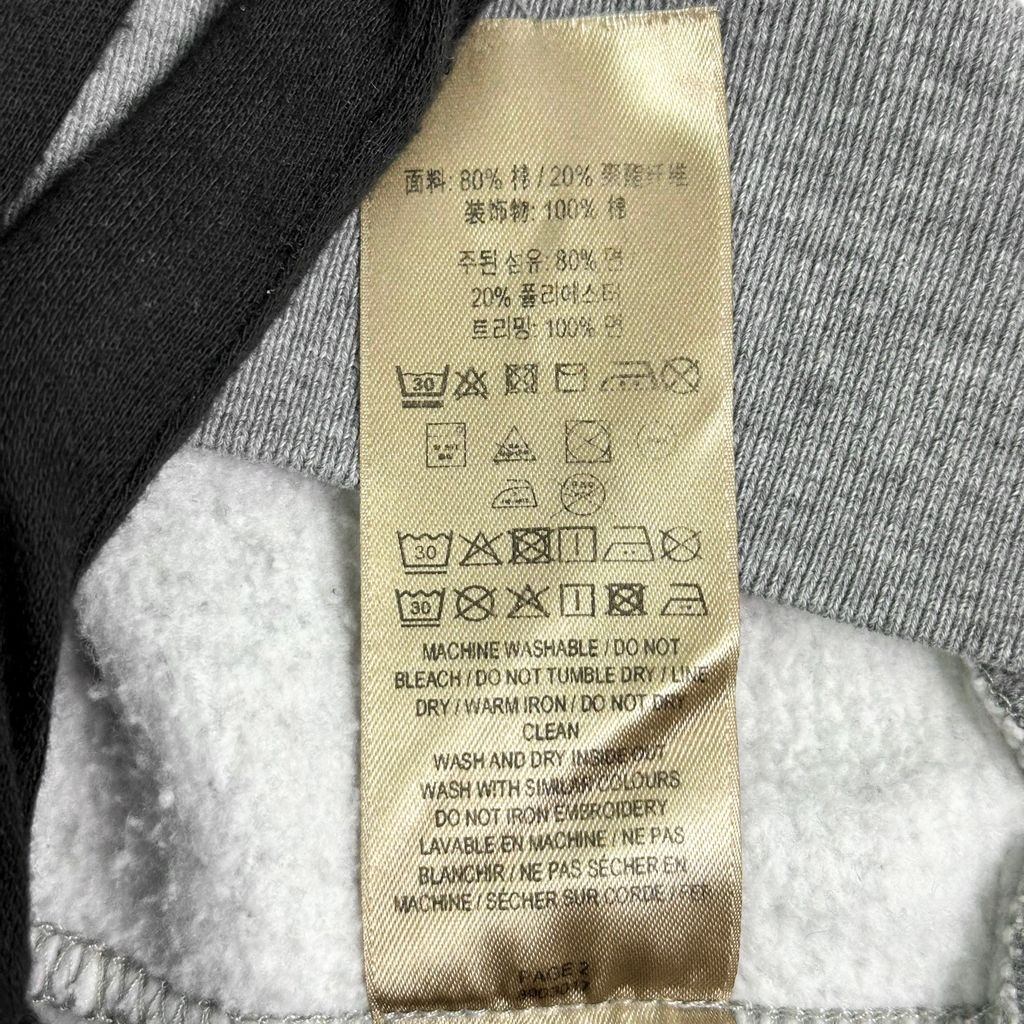 面料: 80% 棉 / 20% 聚酯纤维
装饰物: 100% 棉
주된 섬유: 80% 면
20% 폴리에스터
트리밍: 100% 면
30
30
30
MACHINE WASHABLE / DO NOT
BLEACH / DO NOT TUMBLE DRY / LINE
DRY / WARM IRON / DO NOT DRY
CLEAN
WASH AND DRY INSIDE OUT
WASH WITH SIMILAR COLOURS
DO NOT IRON EMBROIDERY
LAVABLE EN MACHINE / NE PAS
BLANCHIR / NE PAS SÉCHER EN
MACHINE / SÉCHER SUR CORDE /
PAGE 2